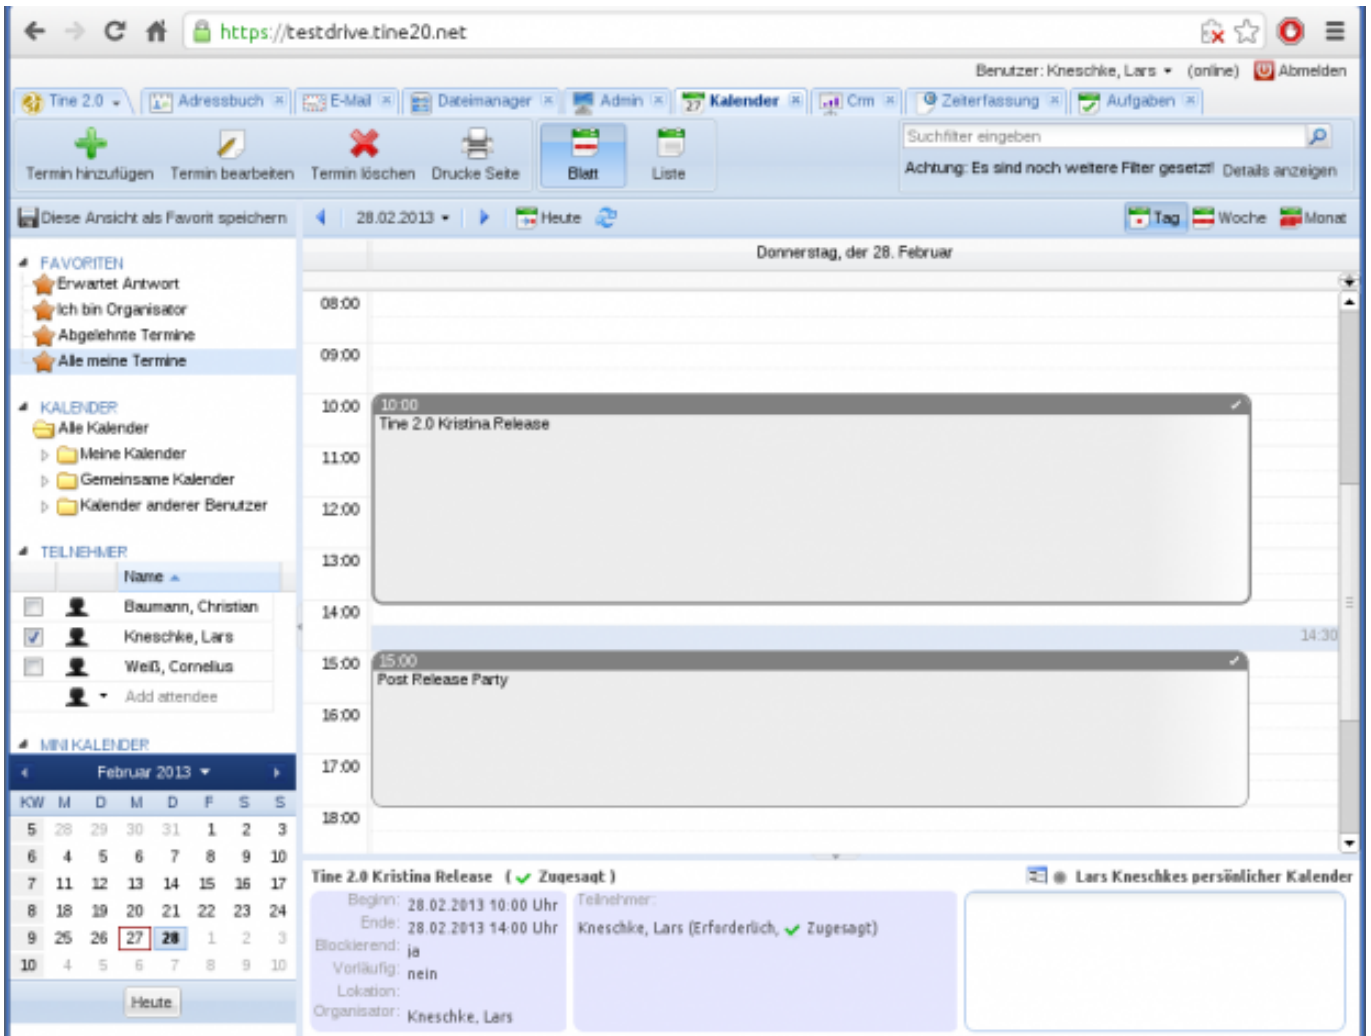 https://testdrive.tine20.net
Benutzer: Kneschke, Lars (online) Abmelden
Tine 2.0 Adressbuch E-Mail Dateimanager Admin 27 Kalender Crm Zeiterfassung Aufgaben
Termin hinzufügen Termin bearbeiten Termin löschen Drucke Seite Blatt Liste
Suchfilter eingeben
Achtung: Es sind noch weitere Filter gesetzt! Details anzeigen
Diese Ansicht als Favorit speichern
28.02.2013 Heute Tag Woche Monat
Donnerstag, der 28. Februar
FAVORITEN
Erwartet Antwort
Ich bin Organisator
Abgelehnte Termine
Alle meine Termine
KALENDER
Alle Kalender
Meine Kalender
Gemeinsame Kalender
Kalender anderer Benutzer
TEILNEHMER
Name
Baumann, Christian
Kneschke, Lars
Weiß, Cornelius
Add attendee
MINI KALENDER
Februar 2013
KW M D M D F S S
5 28 29 30 31 1 2 3
6 4 5 6 7 8 9 10
7 11 12 13 14 15 16 17
8 18 19 20 21 22 23 24
9 25 26 27 28 1 2 3
10 4 5 6 7 8 9 10
Heute
08:00
09:00
10:00
10:00
Tine 2.0 Kristina Release
11:00
12:00
13:00
14:00
14:30
15:00
15:00
Post Release Party
16:00
17:00
18:00
Tine 2.0 Kristina Release ( Zugesagt )
Lars Kneschkes persönlicher Kalender
Beginn: 28.02.2013 10:00 Uhr
Ende: 28.02.2013 14:00 Uhr
Blockierend: ja
Vorläufig: nein
Lokation:
Organisator: Kneschke, Lars
Teilnehmer:
Kneschke, Lars (Erforderlich, Zugesagt)